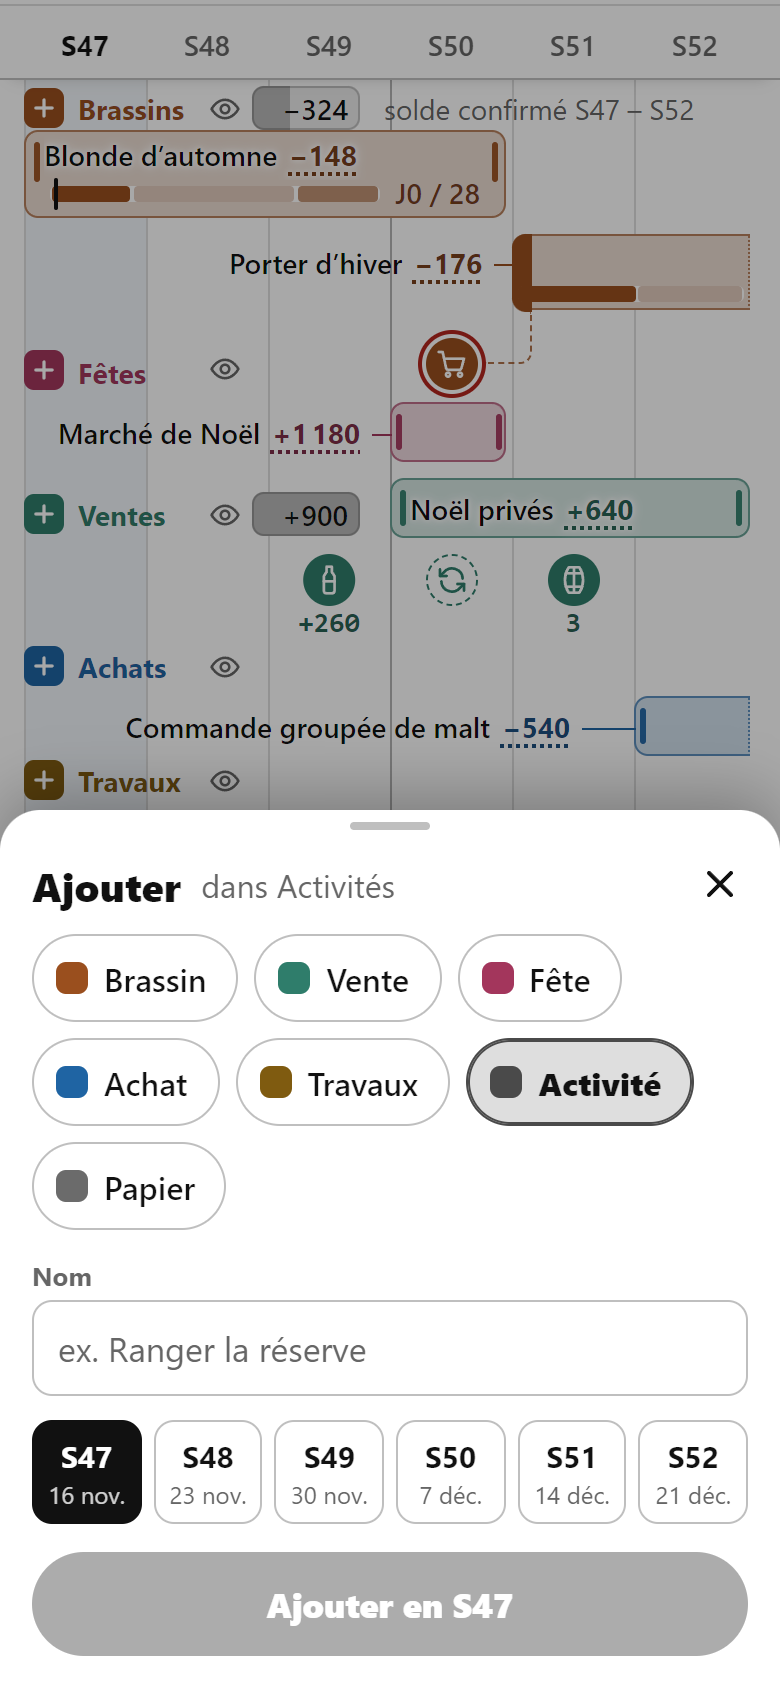 S47 S48 S49 S50 S51 S52
Brassins −324 solde confirmé S47 – S52
Blonde d’automne −148
J0 / 28
Porter d’hiver −176
Fêtes
Marché de Noël +1 180
Ventes +900 Noël privés +640
+260 3
Achats
Commande groupée de malt −540
Travaux
Ajouter dans Activités
Brassin Vente Fête
Achat Travaux Activité
Papier
Nom
ex. Ranger la réserve
S47 S48 S49 S50 S51 S52
16 nov. 23 nov. 30 nov. 7 déc. 14 déc. 21 déc.
Ajouter en S47